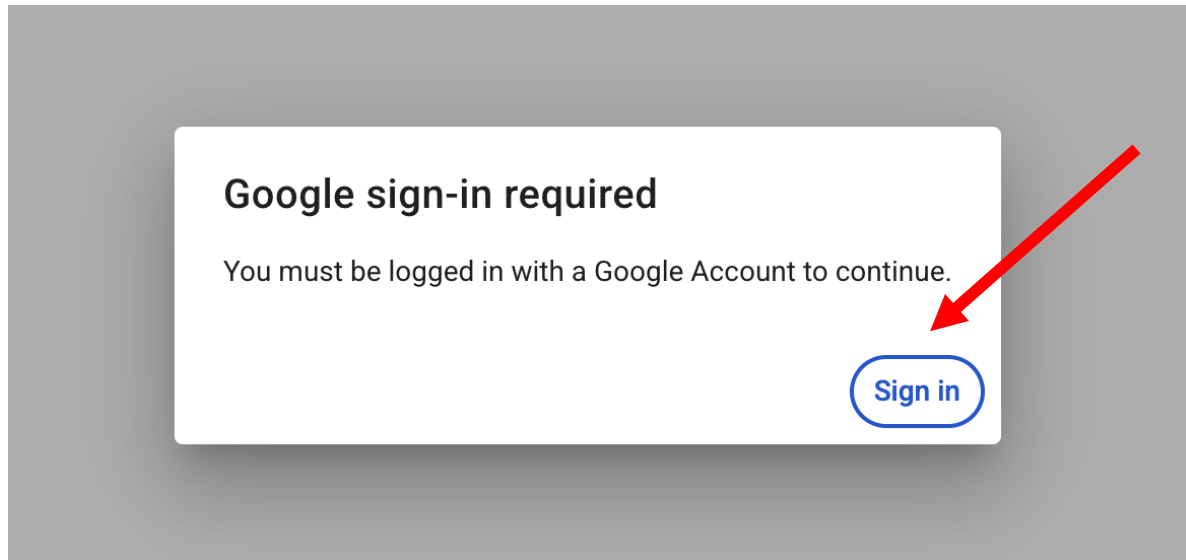 Google sign-in required
You must be logged in with a Google Account to continue.
Sign in